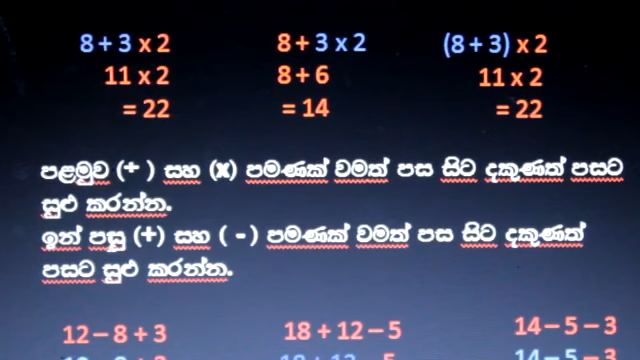 8 + 3 x 2 8 + 3 x 2 (8 + 3) x 2
11 x 2 8 + 6 11 x 2
= 22 = 14 = 22
පළමුව (÷ ) සහ (x) පමණක් වමත් පස සිට දකුණත් පසට
සුළු කරන්න.
ඉන් පසු (+) සහ ( - ) පමණක් වමත් පස සිට දකුණත්
පසට සුළු කරන්න.
12 – 8 + 3 18 + 12 – 5 14 – 5 – 3